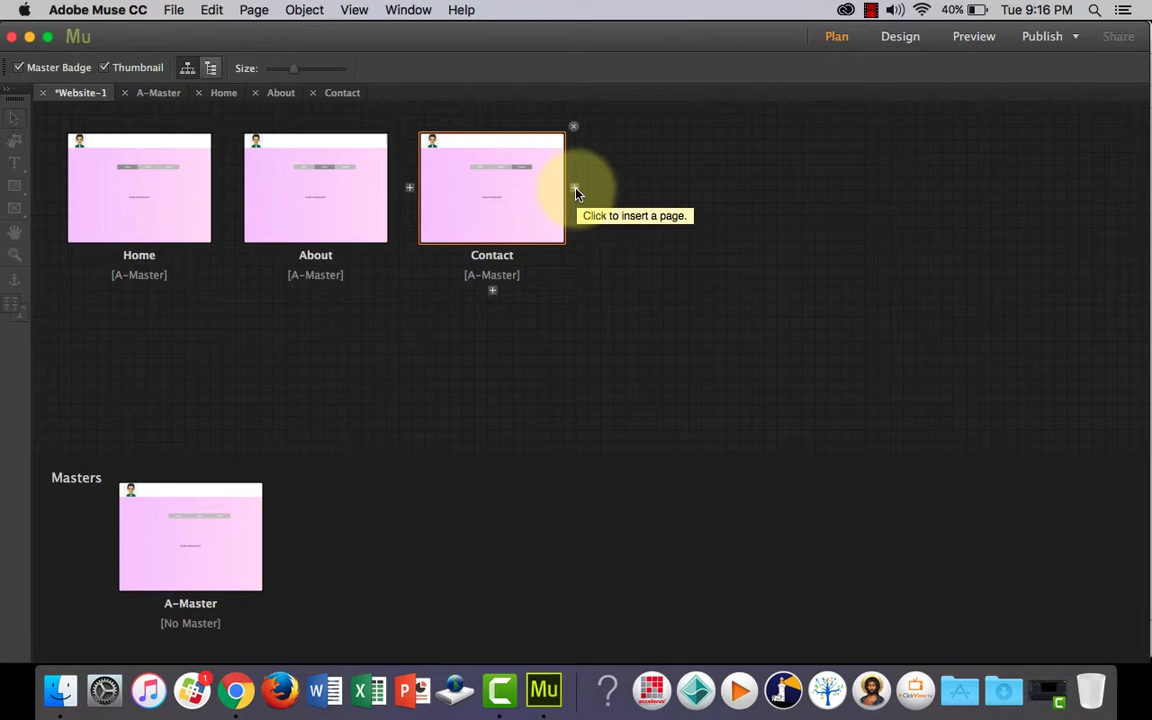 Adobe Muse CC File Edit Page Object View Window Help 40% Tue 9:16 PM
Mu Plan Design Preview Publish Share
Master Badge Thumbnail Size:
*Website-1 A-Master Home About Contact
Click to insert a page.
Home About Contact
[A-Master] [A-Master] [A-Master]
Masters
A-Master
[No Master]
1 W X P Mu ?